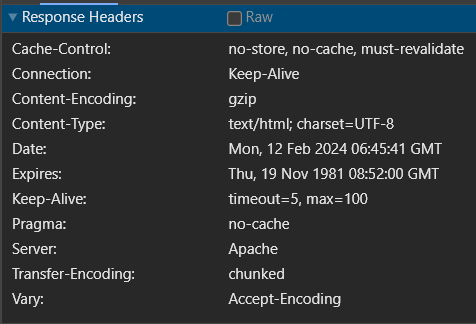 Response Headers Raw
Cache-Control: no-store, no-cache, must-revalidate
Connection: Keep-Alive
Content-Encoding: gzip
Content-Type: text/html; charset=UTF-8
Date: Mon, 12 Feb 2024 06:45:41 GMT
Expires: Thu, 19 Nov 1981 08:52:00 GMT
Keep-Alive: timeout=5, max=100
Pragma: no-cache
Server: Apache
Transfer-Encoding: chunked
Vary: Accept-Encoding